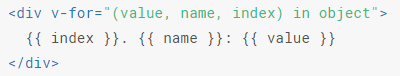 <div v-for="(value, name, index) in object">
  {{ index }}. {{ name }}: {{ value }}
</div>